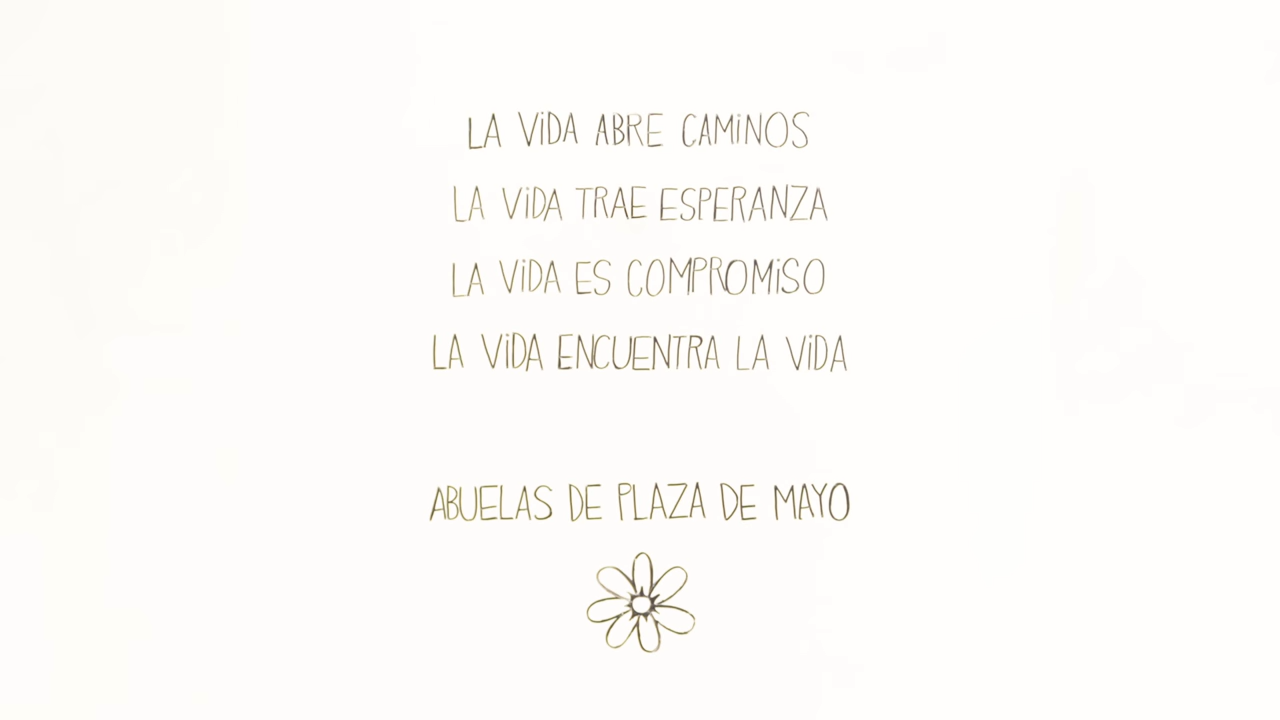 LA ViDA ABRE CAMiNOS
LA ViDA TRAE ESPERANZA
LA ViDA ES COMPROMiSO
LA ViDA ENCUENTRA LA ViDA
ABUELAS DE PLAZA DE MAYO